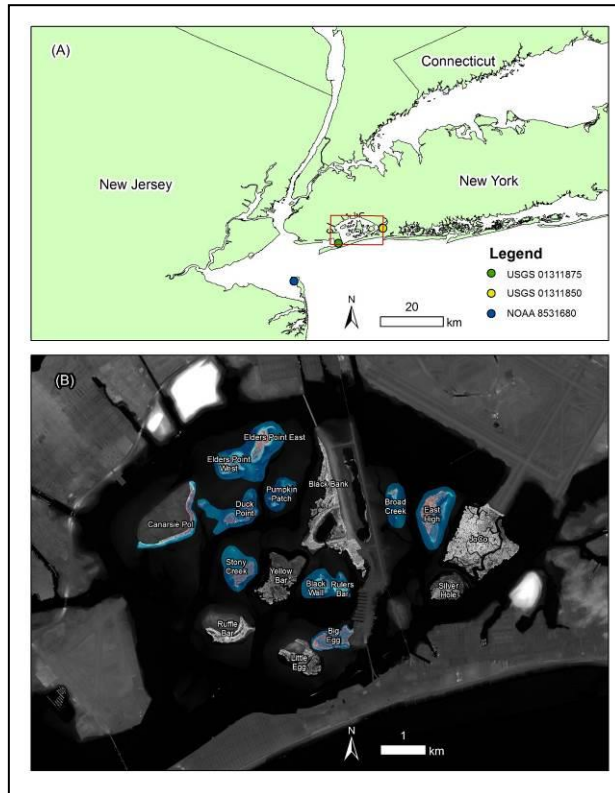 (A)
Connecticut
New Jersey
New York
Legend
USGS 01311875
USGS 01311850
NOAA 8531680
N
20
km
(B)
Elders Point East
Elders Point
West
Pumpkin
Patch
Black Bank
Canarsie Pol
Duck
Point
Broad
Creek
East
High
JoCo
Stony
Creek
Yellow
Bar
Black
Wall
Rulers
Bar
Silver
Hole
Ruffle
Bar
Big
Egg
Little
Egg
N
1
km